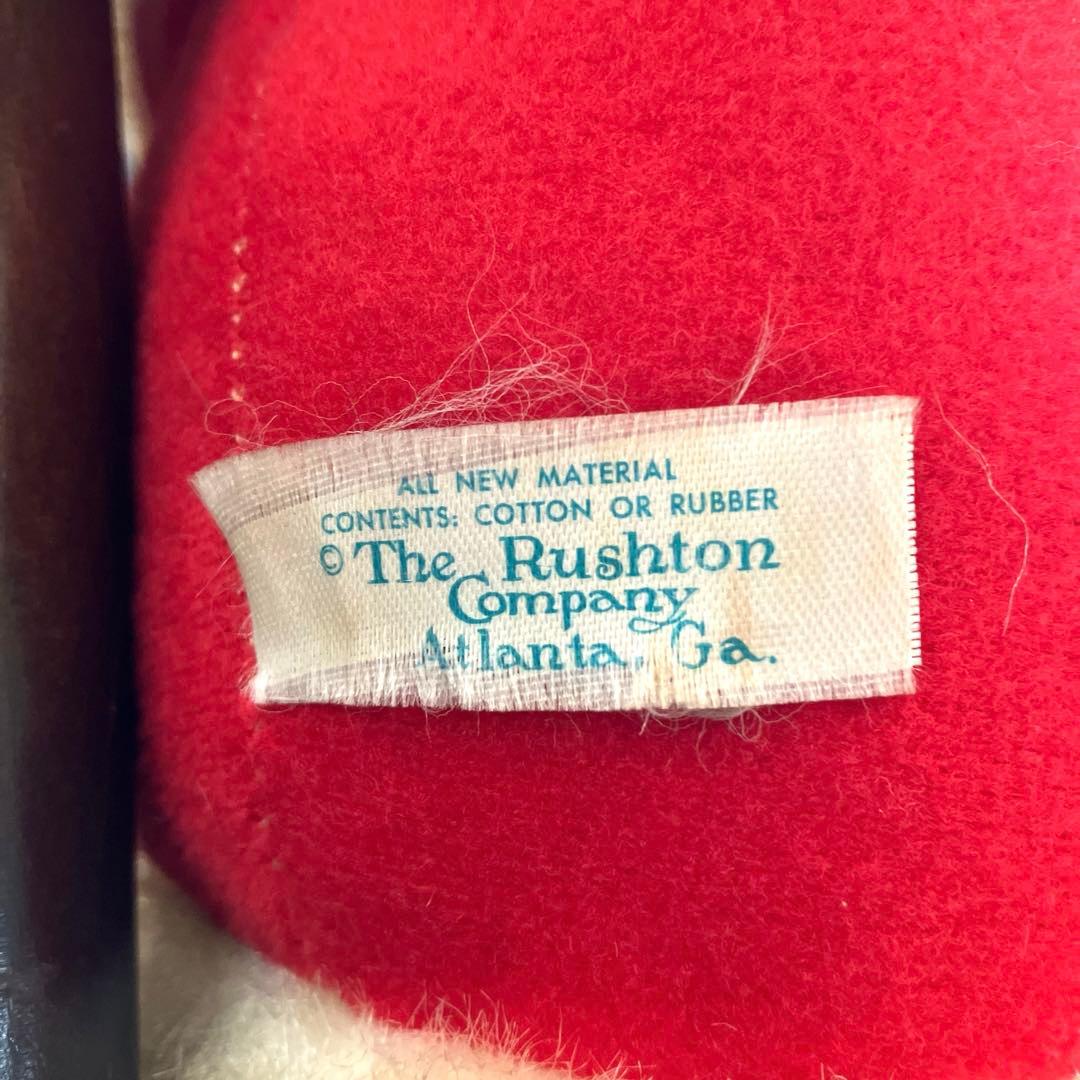 ALL NEW MATERIAL
CONTENTS: COTTON OR RUBBER
© The Rushton
Company
Atlanta, Ga.